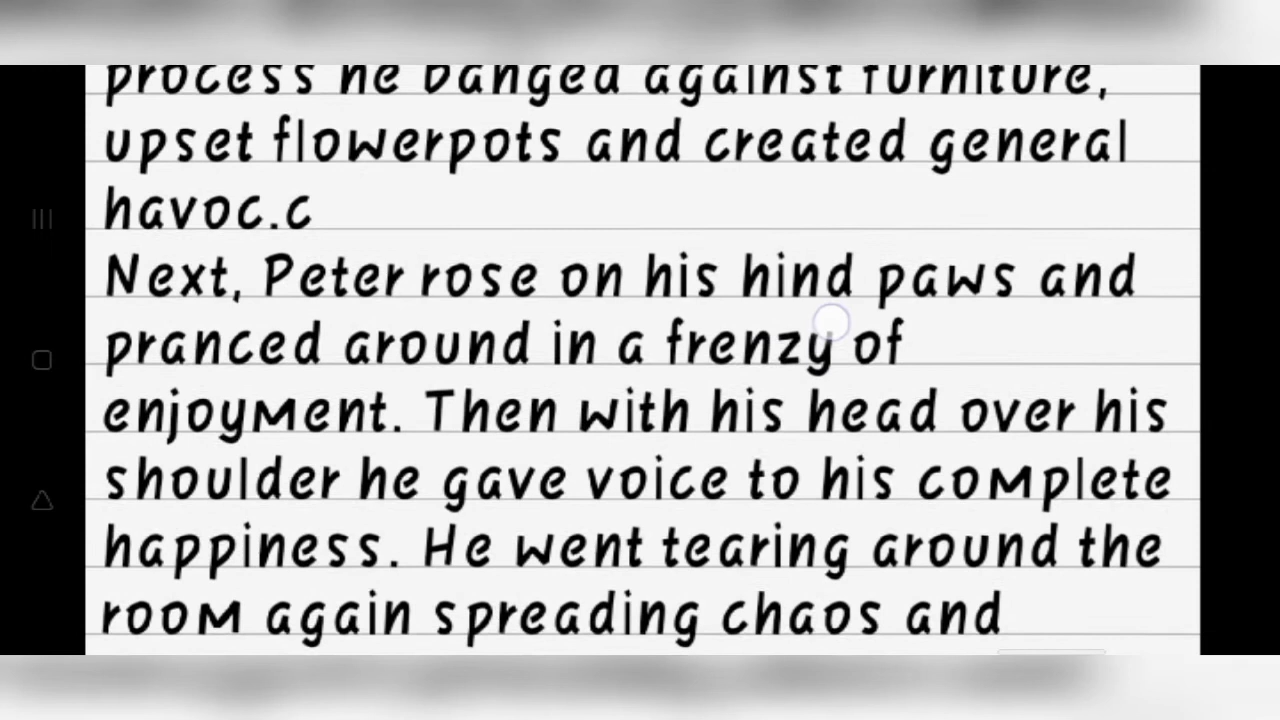 process he banged against furniture,
upset flowerpots and created general
havoc.c
Next, Peter rose on his hind paws and
pranced around in a frenzy of
enjoyment. Then with his head over his
shoulder he gave voice to his complete
happiness. He went tearing around the
room again spreading chaos and